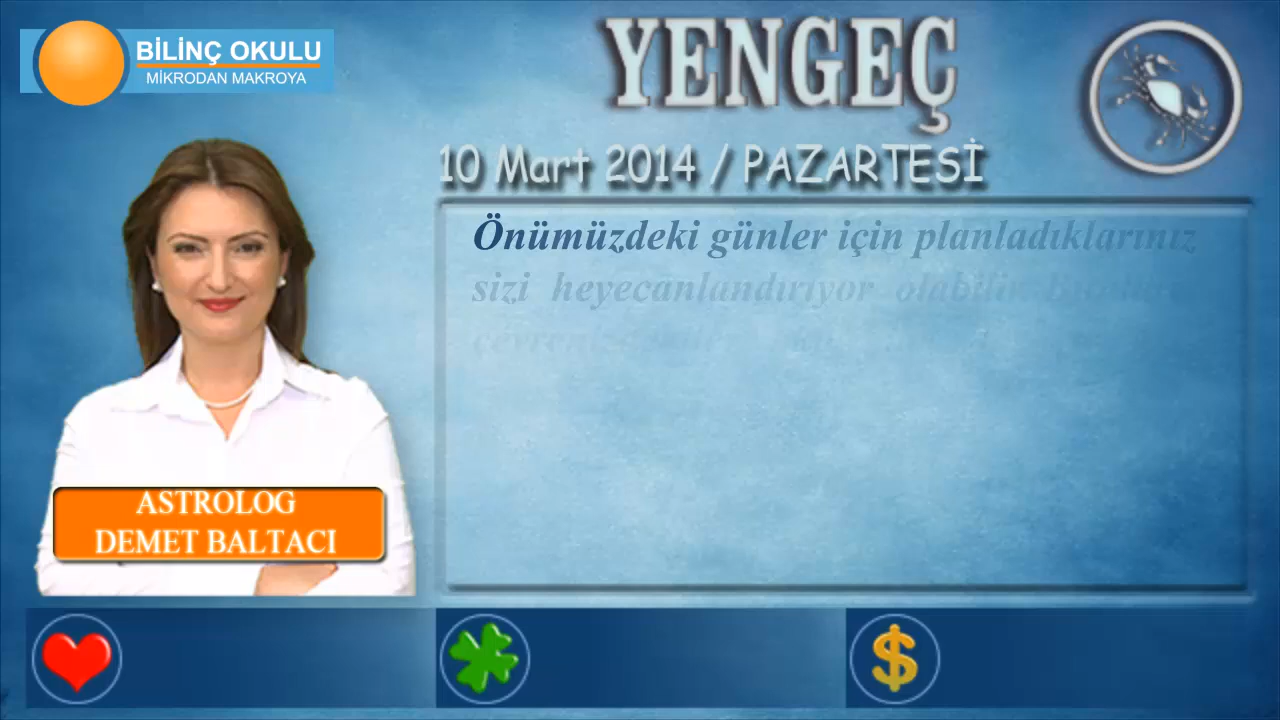 BİLİNÇ OKULU
MİKRODAN MAKROYA
YENGEÇ
10 Mart 2014 / PAZARTESİ
Önümüzdeki günler için planladıklarınız
sizi heyecanlandırıyor olabilir.
ASTROLOG
DEMET BALTACI